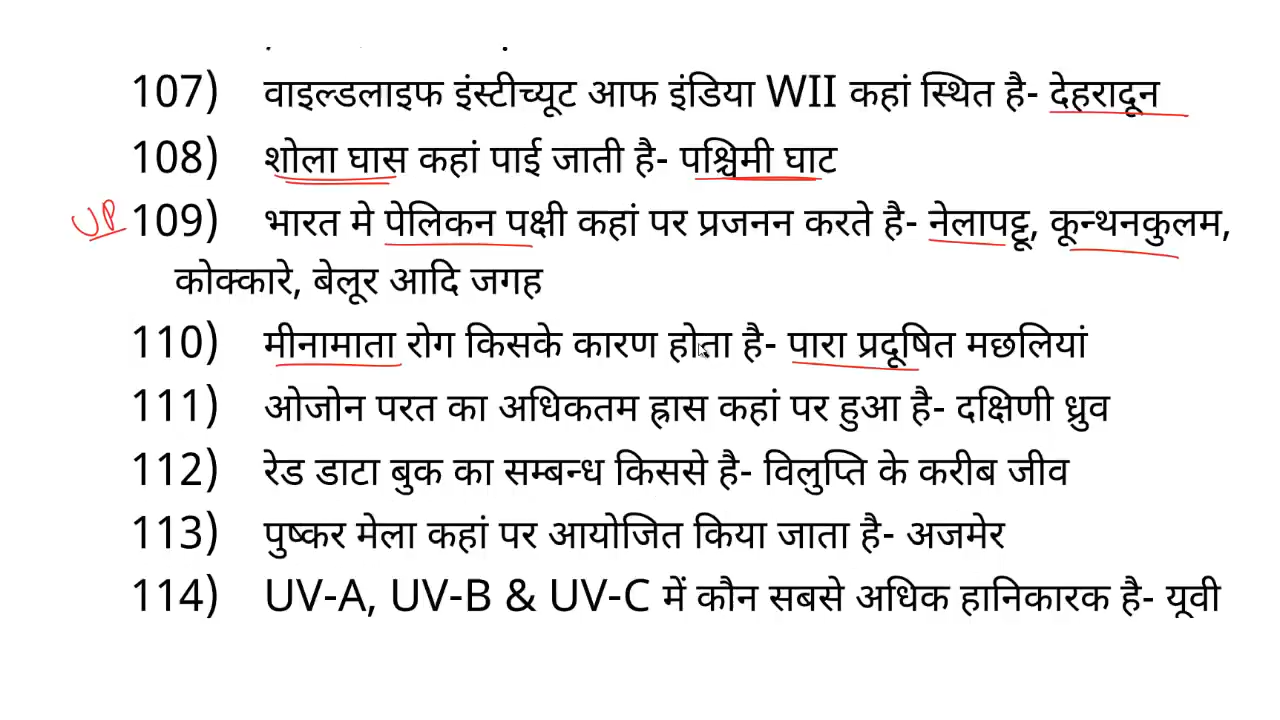 107) वाइल्डलाइफ इंस्टीच्यूट आफ इंडिया WII कहां स्थित है- देहरादून
108) शोला घास कहां पाई जाती है- पश्चिमी घाट
UP 109) भारत मे पेलिकन पक्षी कहां पर प्रजनन करते है- नेलापट्टू, कून्थनकुलम,
कोक्कारे, बेलूर आदि जगह
110) मीनामाता रोग किसके कारण होता है- पारा प्रदूषित मछलियां
111) ओजोन परत का अधिकतम ह्रास कहां पर हुआ है- दक्षिणी ध्रुव
112) रेड डाटा बुक का सम्बन्ध किससे है- विलुप्ति के करीब जीव
113) पुष्कर मेला कहां पर आयोजित किया जाता है- अजमेर
114) UV-A, UV-B & UV-C में कौन सबसे अधिक हानिकारक है- यूवी